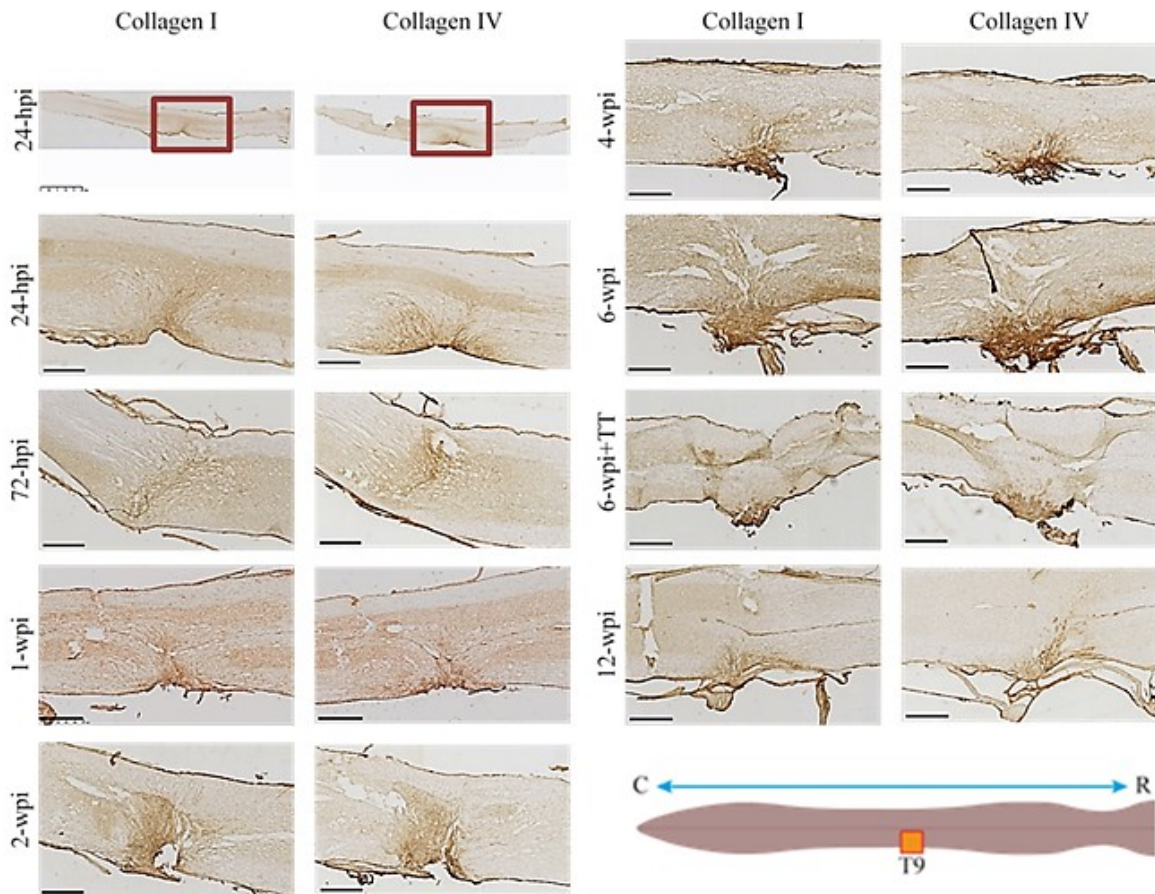 Collagen I
Collagen IV
24-hpi
24-hpi
72-hpi
1-wpi
2-wpi
Collagen I
Collagen IV
4-wpi
6-wpi
6-wpi+TT
12-wpi
C
R
T9